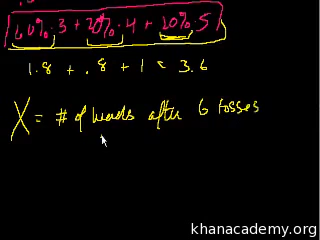 60% · 3 + 20% · 4 + 20% · 5
1.8 + .8 + 1 = 3.6
X = # of heads after 6 tosses
khanacademy.org